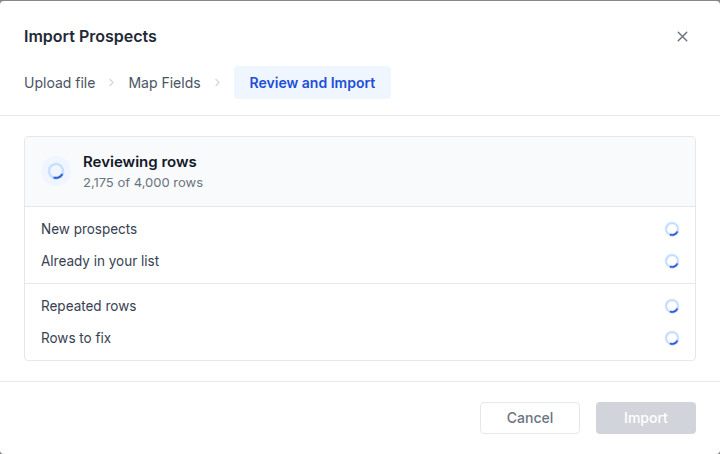 Import Prospects
Upload file
Map Fields
Review and Import
Reviewing rows
2,175 of 4,000 rows
New prospects
Already in your list
Repeated rows
Rows to fix
Cancel
Import